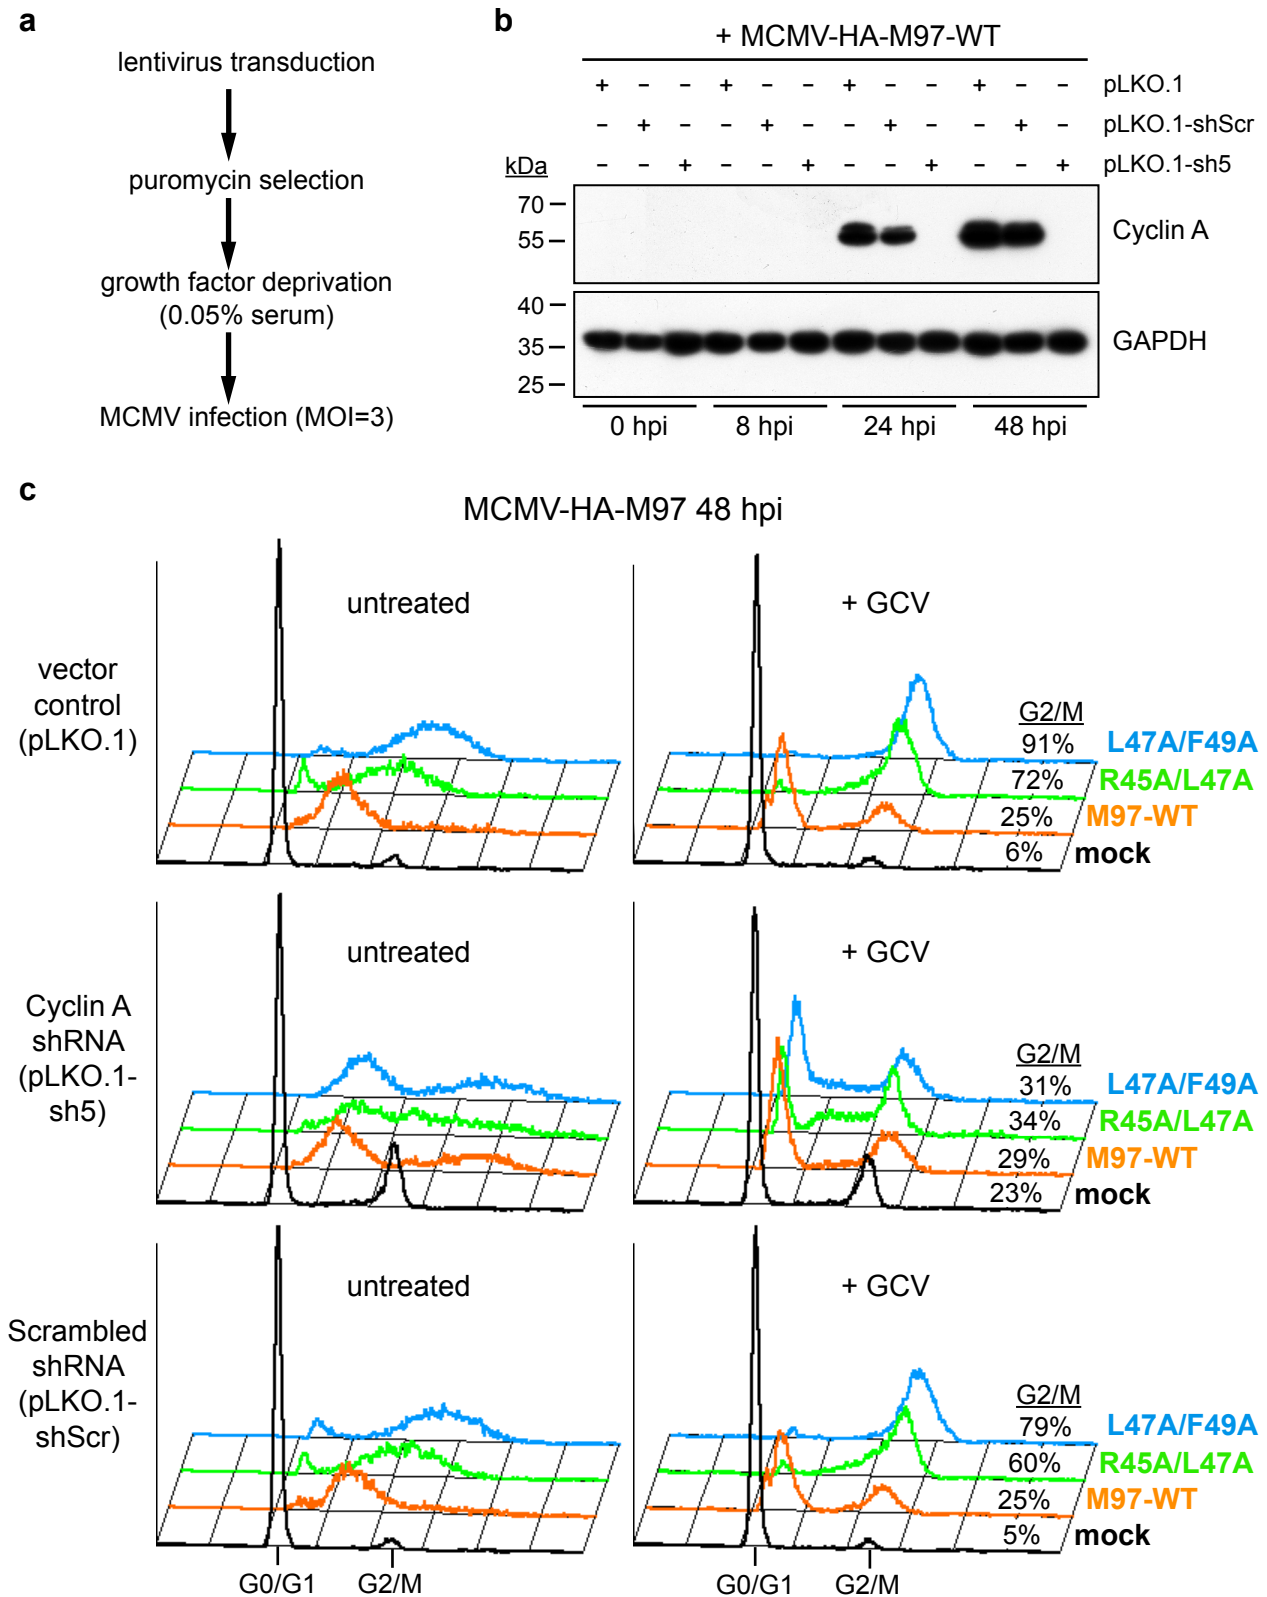 a
lentivirus transduction
puromycin selection
growth factor deprivation
(0.05% serum)
MCMV infection (MOI=3)
b
+ MCMV-HA-M97-WT
+ − − + − − + − − + − − pLKO.1
− + − − + − − + − − + − pLKO.1-shScr
− − + − − + − − + − − + pLKO.1-sh5
kDa
70
55
Cyclin A
40
35
25
GAPDH
0 hpi 8 hpi 24 hpi 48 hpi
c
MCMV-HA-M97 48 hpi
vector
control
(pLKO.1)
untreated
+ GCV
G2/M
91% L47A/F49A
72% R45A/L47A
25% M97-WT
6% mock
Cyclin A
shRNA
(pLKO.1-
sh5)
untreated
+ GCV
G2/M
31% L47A/F49A
34% R45A/L47A
29% M97-WT
23% mock
Scrambled
shRNA
(pLKO.1-
shScr)
untreated
+ GCV
G2/M
79% L47A/F49A
60% R45A/L47A
25% M97-WT
5% mock
G0/G1 G2/M G0/G1 G2/M